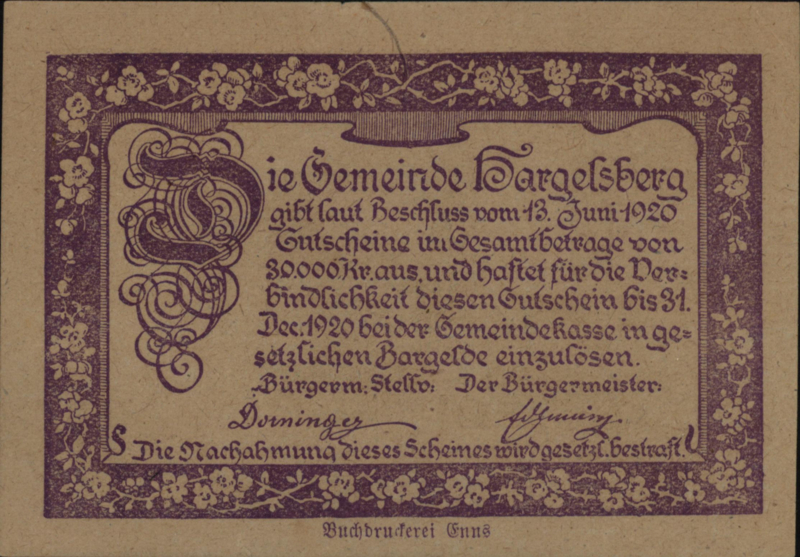 Die Gemeinde Hargelsberg
gibt laut Beschluss vom 13. Juni 1920
Gutscheine im Gesamtbetrage von
30.000 Kr. aus, und haftet für die Ver=
bindlichkeit diesen Gutschein bis 31.
Dec. 1920 bei der Gemeindekasse in ge=
setzlichen Bargelde einzulösen.
Bürgerm: Stellv: Der Bürgermeister:
Dorninger
Die Nachahmung dieses Scheines wird gesetzl. bestraft.
Buchdruckerei Enns